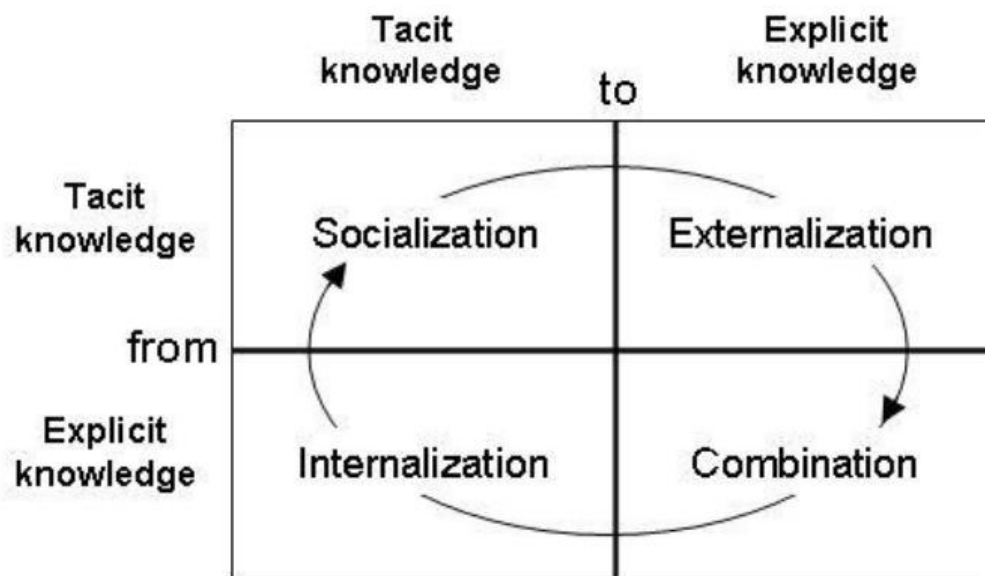 Tacit
knowledge
Explicit
knowledge
to
Tacit
knowledge
Socialization
Externalization
from
Explicit
knowledge
Internalization
Combination